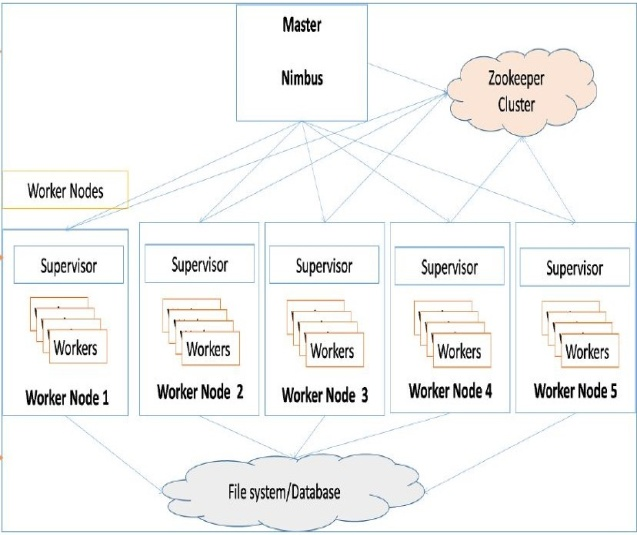 Master
Nimbus
Zookeeper
Cluster
Worker Nodes
Supervisor
Workers
Worker Node 1
Supervisor
Workers
Worker Node 2
Supervisor
Workers
Worker Node 3
Supervisor
Workers
Worker Node 4
Supervisor
Workers
Worker Node 5
File system/Database